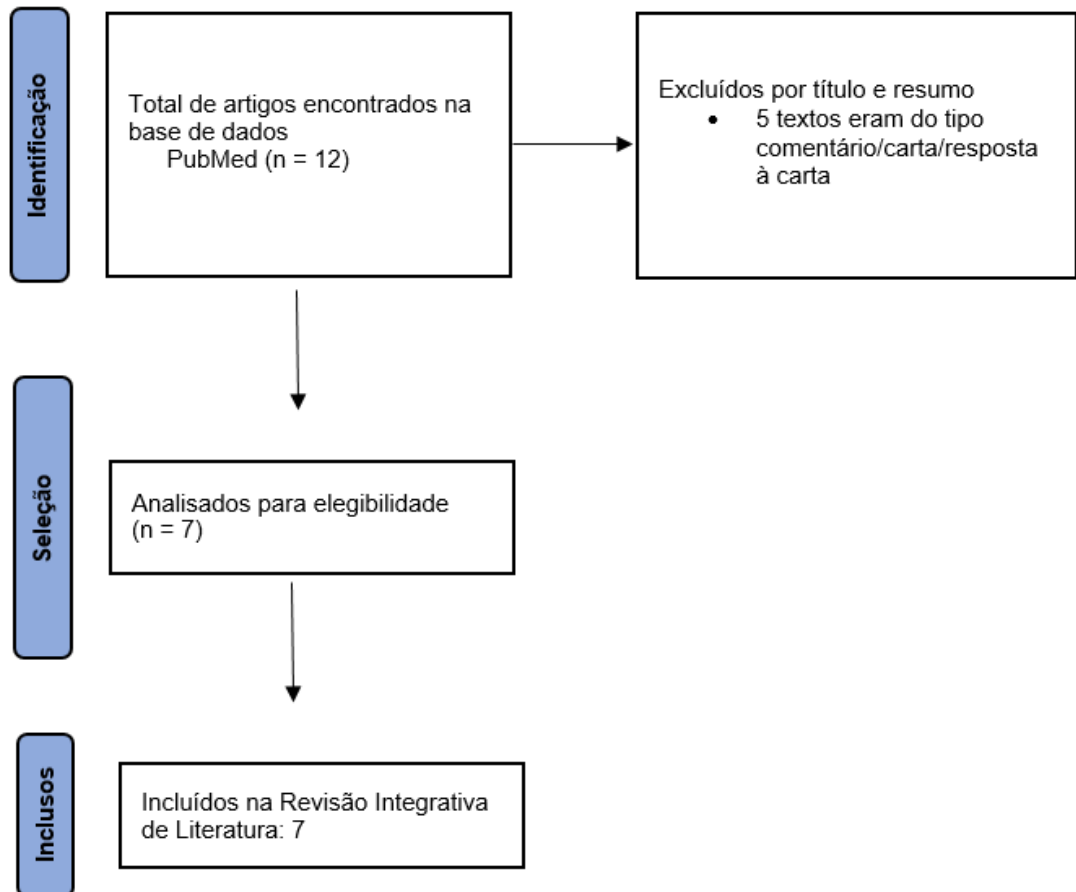 Identificação
Total de artigos encontrados na
base de dados
PubMed (n = 12)
Excluídos por título e resumo
• 5 textos eram do tipo
comentário/carta/resposta
à carta
Seleção
Analisados para elegibilidade
(n = 7)
Inclusos
Incluídos na Revisão Integrativa
de Literatura: 7